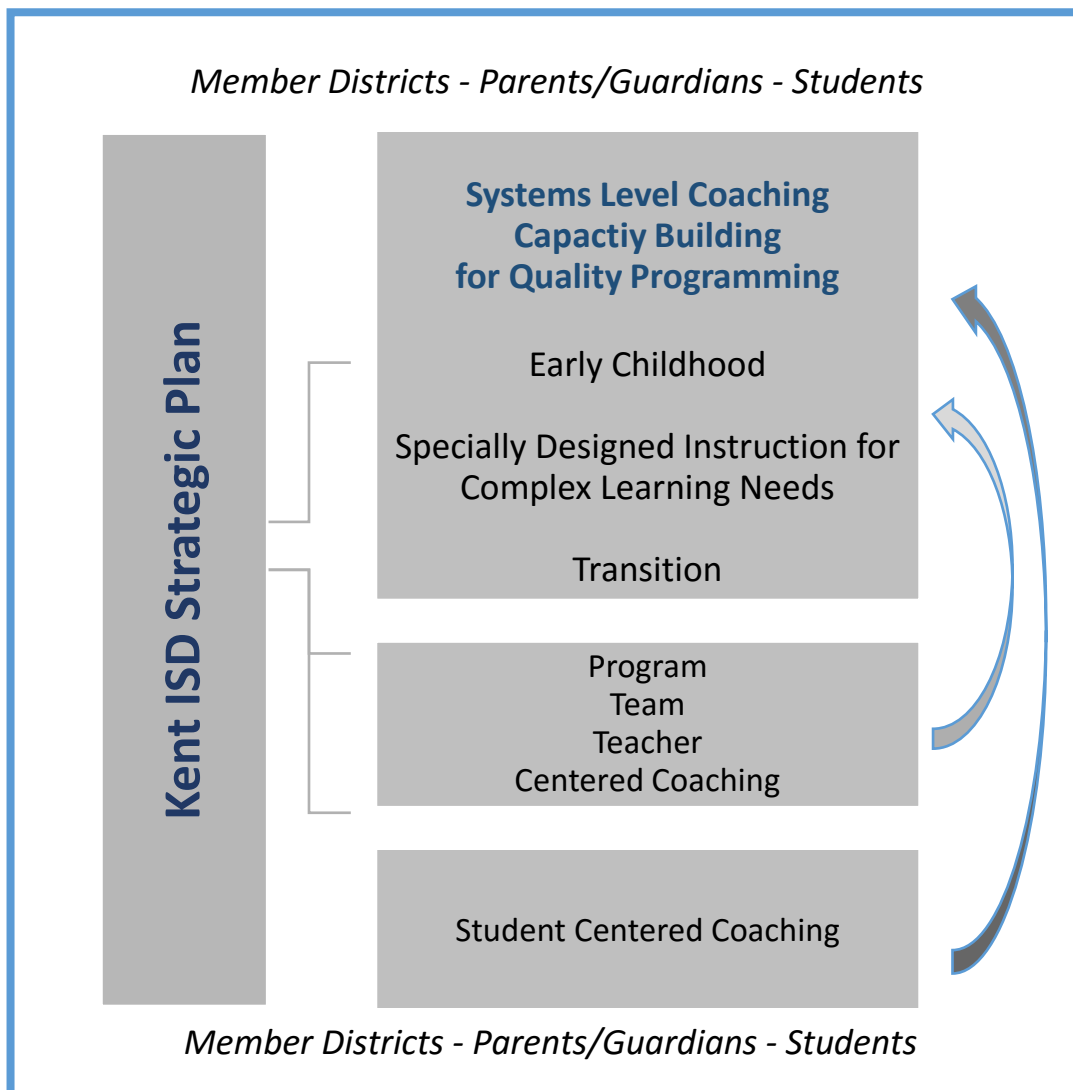 Member Districts - Parents/Guardians - Students
Kent ISD Strategic Plan
Systems Level Coaching
Capactiy Building
for Quality Programming
Early Childhood
Specially Designed Instruction for
Complex Learning Needs
Transition
Program
Team
Teacher
Centered Coaching
Student Centered Coaching
Member Districts - Parents/Guardians - Students